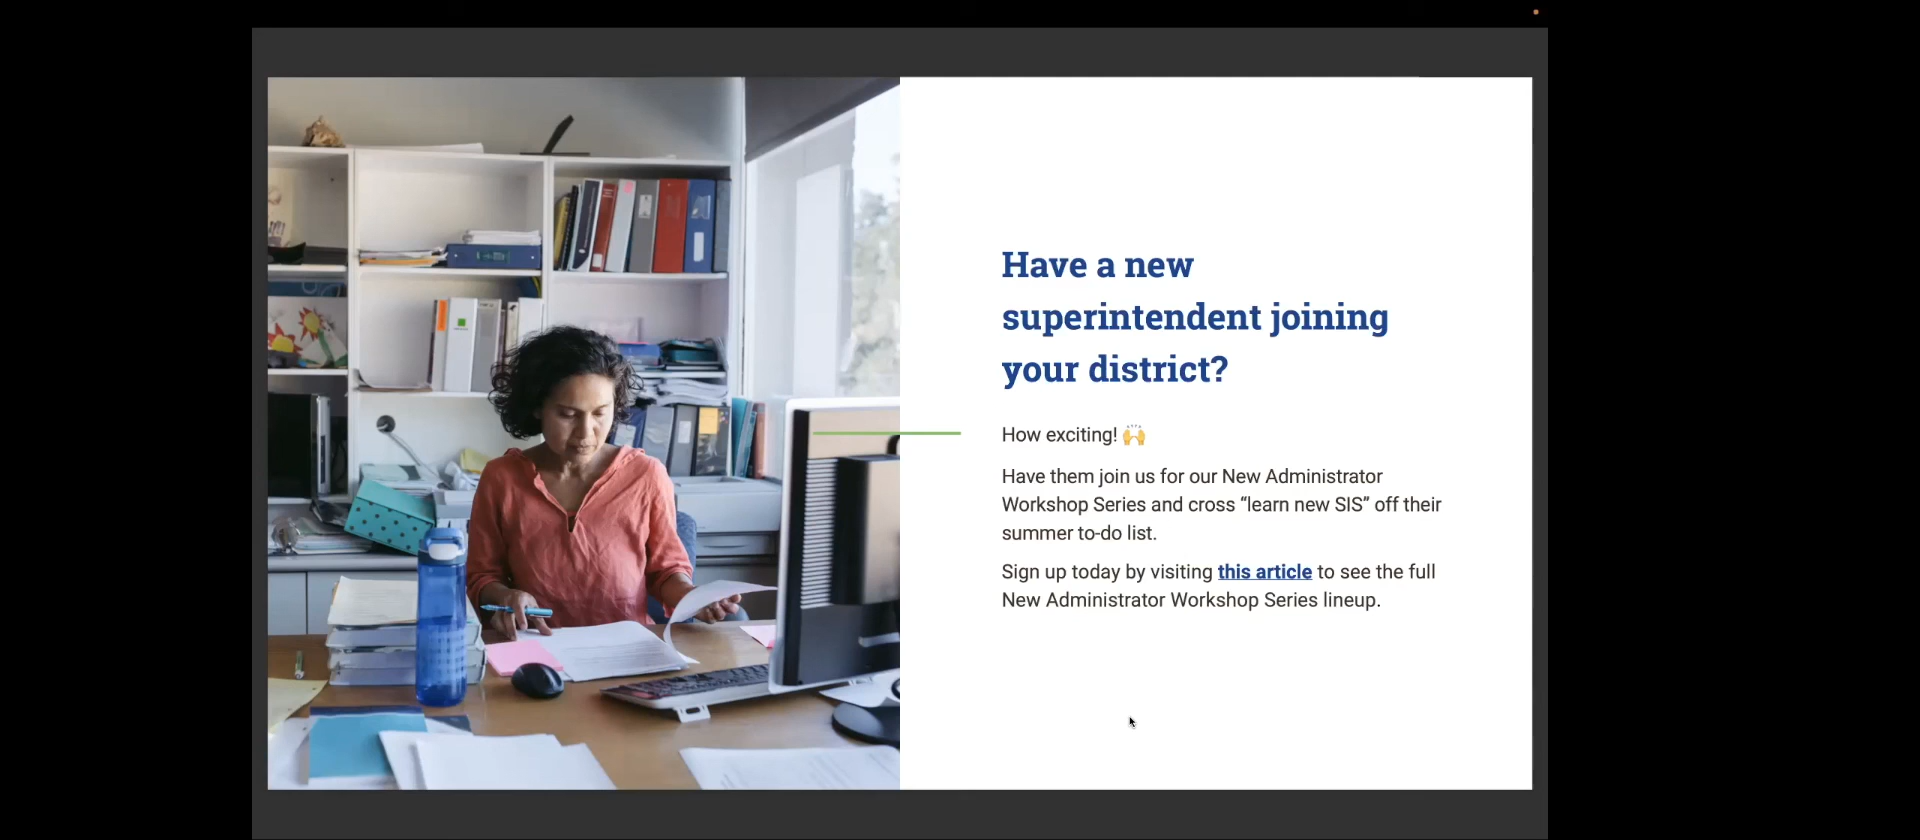 Have a new
superintendent joining
your district?
How exciting! 🙌
Have them join us for our New Administrator
Workshop Series and cross “learn new SIS” off their
summer to-do list.
Sign up today by visiting this article to see the full
New Administrator Workshop Series lineup.